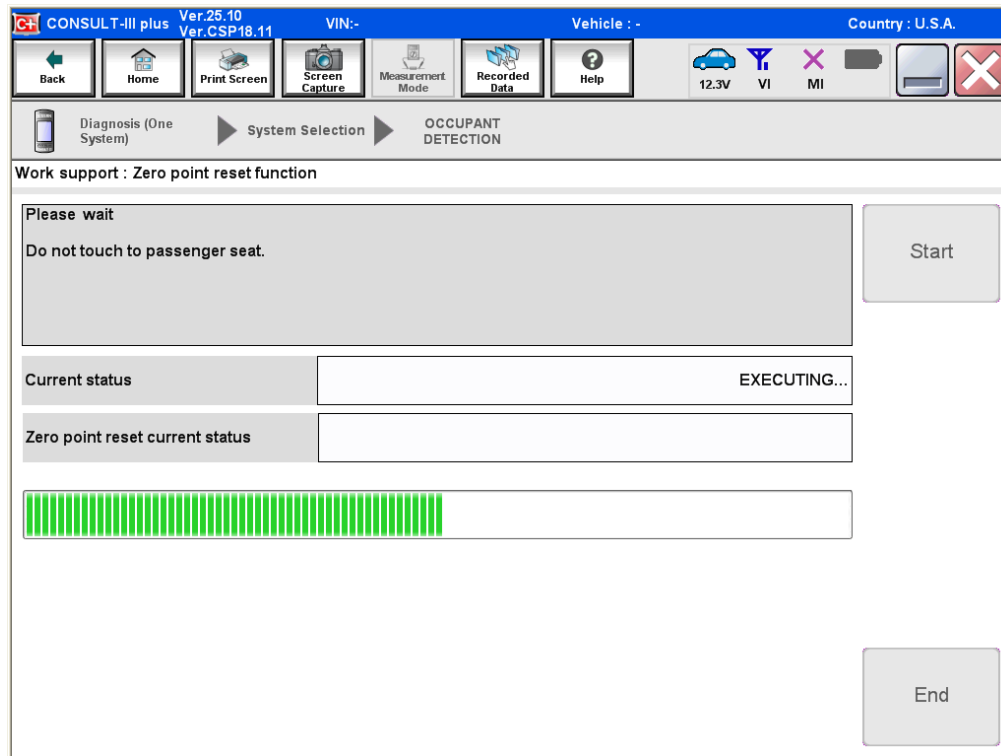 C+ CONSULT-III plus Ver.25.10 VIN:- Vehicle : - Country : U.S.A.
Ver.CSP18.11
Back Home Print Screen Screen Capture Measurement Mode Recorded Data Help 12.3V VI MI
Diagnosis (One System) System Selection OCCUPANT DETECTION
Work support : Zero point reset function
Please wait
Do not touch to passenger seat.
Start
Current status EXECUTING...
Zero point reset current status
End